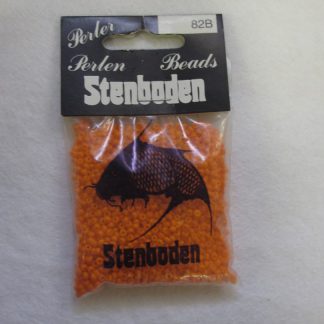 Perler
82B
Perlen Beads
Stenboden
Stenboden